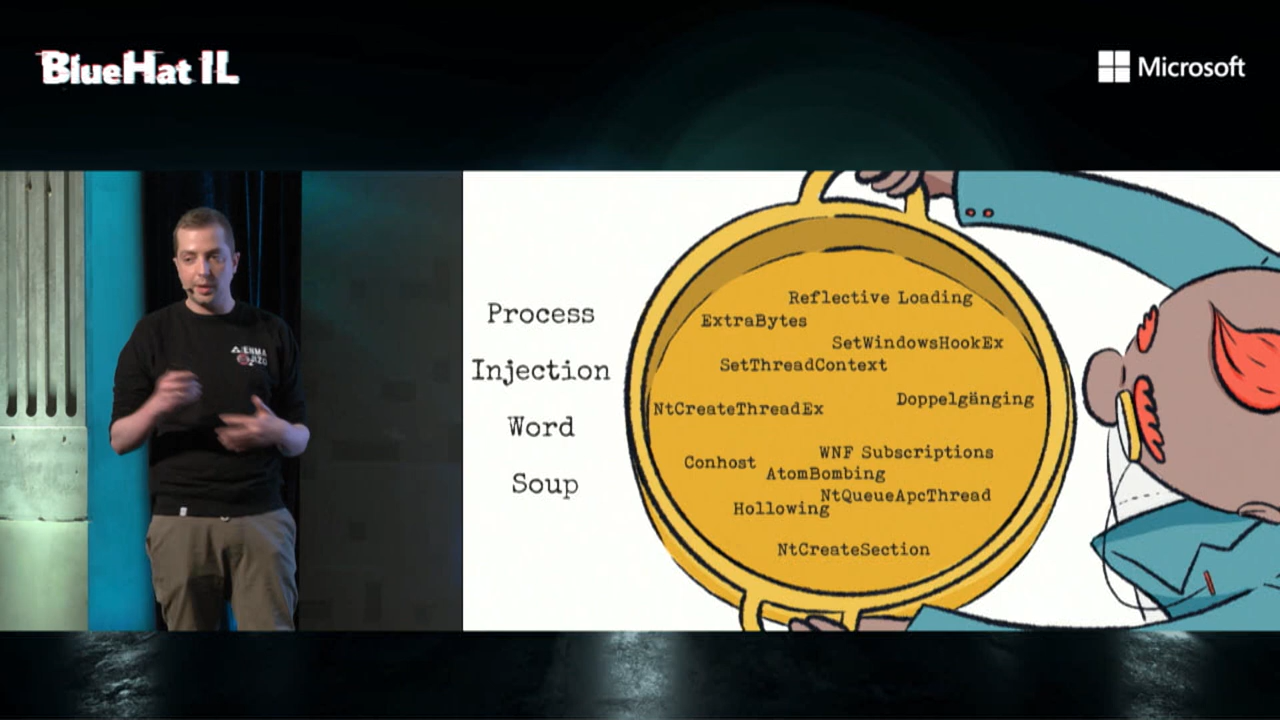 BlueHat IL
Microsoft
Process
Injection
Word
Soup
Reflective Loading
ExtraBytes
SetWindowsHookEx
SetThreadContext
Doppelgänging
NtCreateThreadEx
WNF Subscriptions
Conhost
AtomBombing
NtQueueApcThread
Hollowing
NtCreateSection